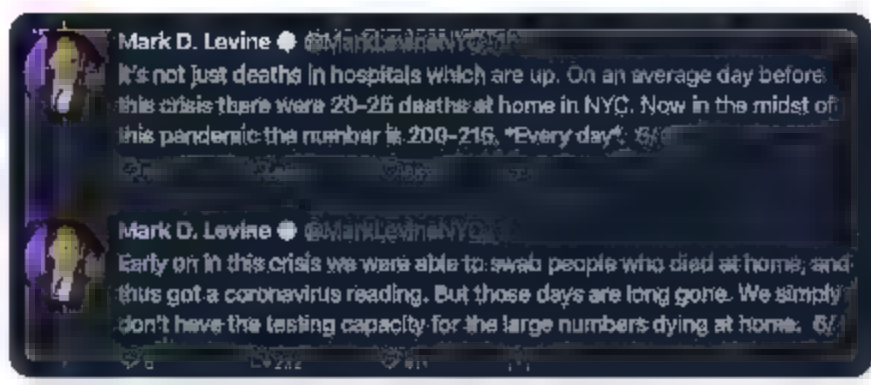 Mark D. Levine @MarkLevineNYC
It's not just deaths in hospitals which are up. On an average day before
this crisis there were 20-25 deaths at home in NYC. Now in the midst of
this pandemic the number is 200-215. *Every day*. 5/
Mark D. Levine @MarkLevineNYC
Early on in this crisis we were able to swab people who died at home, and
thus got a coronavirus reading. But those days are long gone. We simply
don't have the testing capacity for the large numbers dying at home. 6/